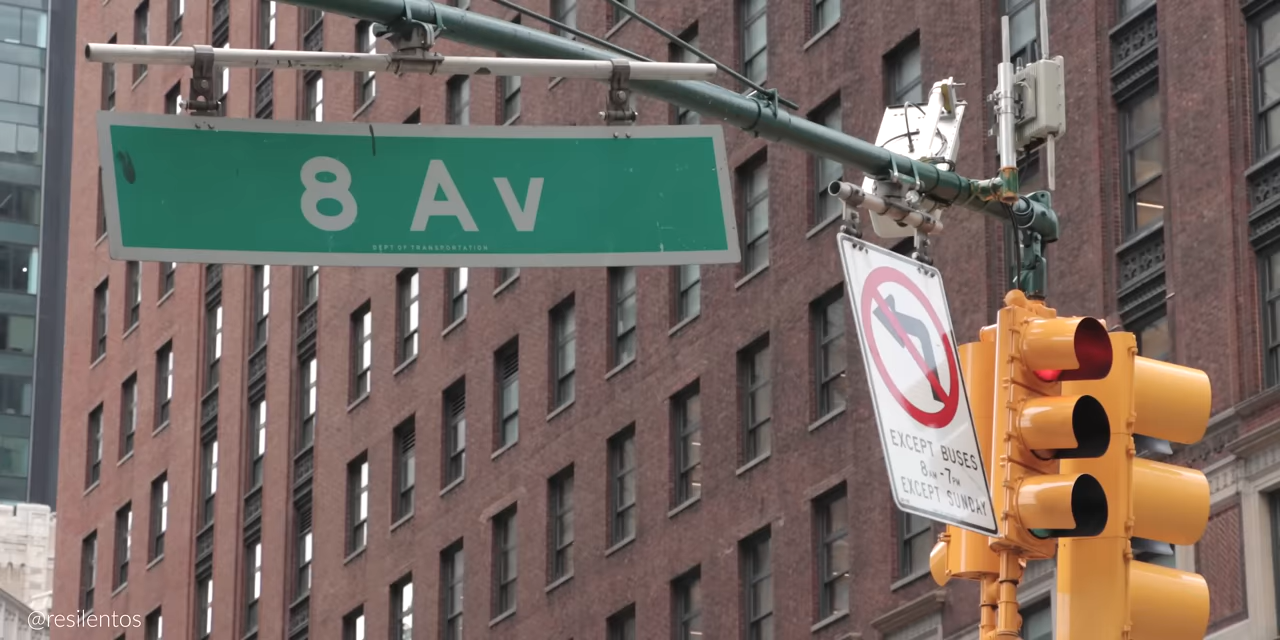 8 Av
DEPT OF TRANSPORTATION
EXCEPT BUSES
8AM-7PM
EXCEPT SUNDAY
@resilentos